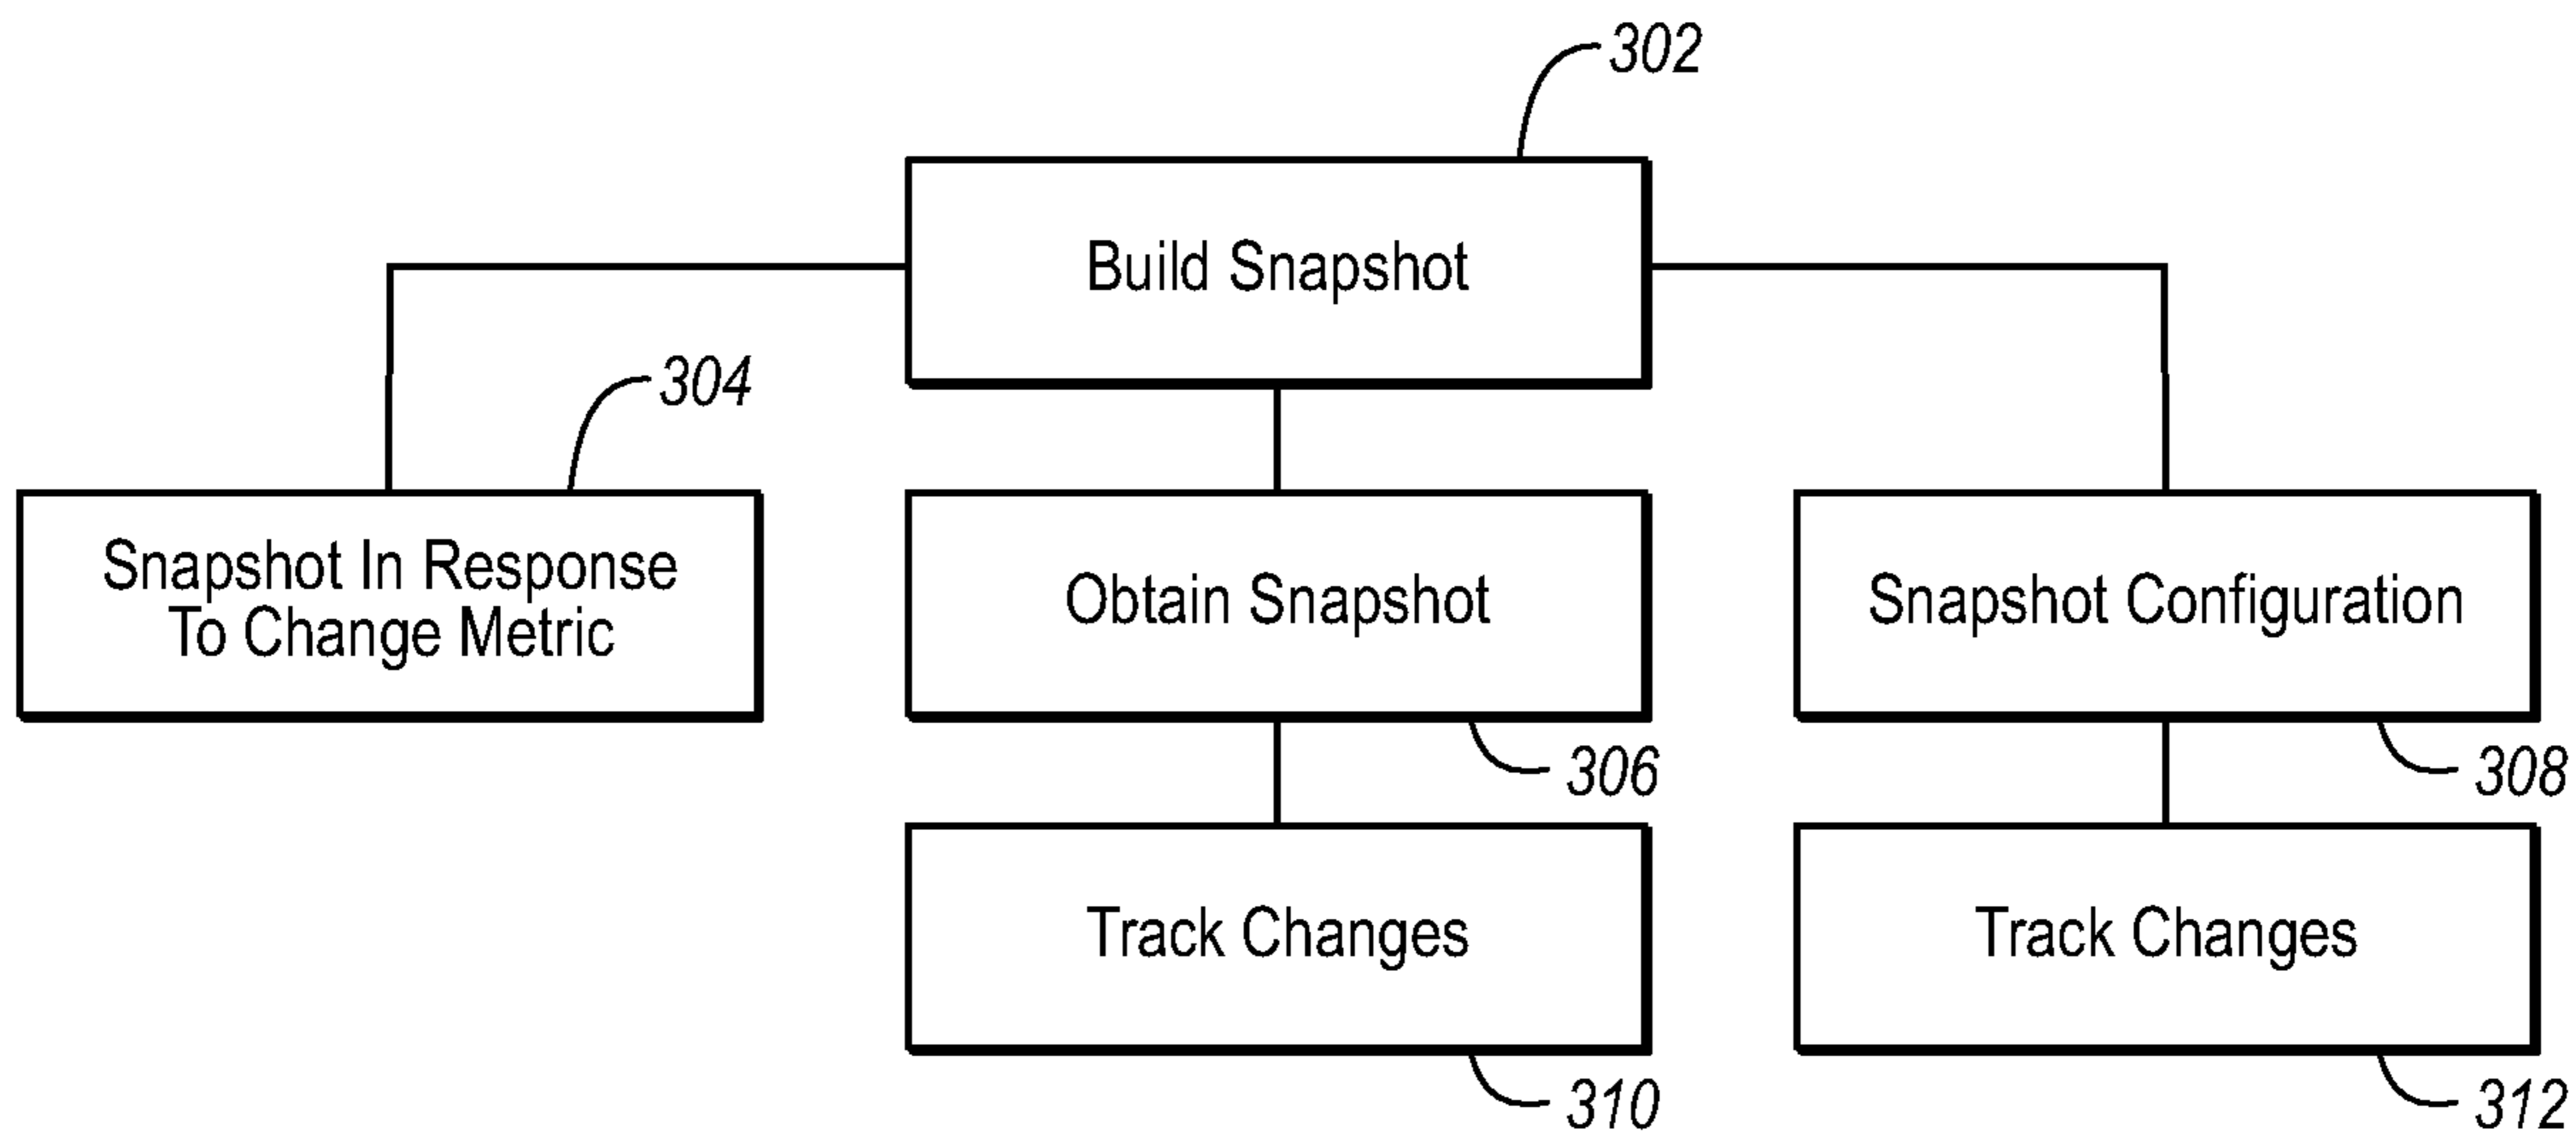 302
Build Snapshot
304
Snapshot In Response
To Change Metric
Obtain Snapshot
Snapshot Configuration
306
308
Track Changes
Track Changes
310
312